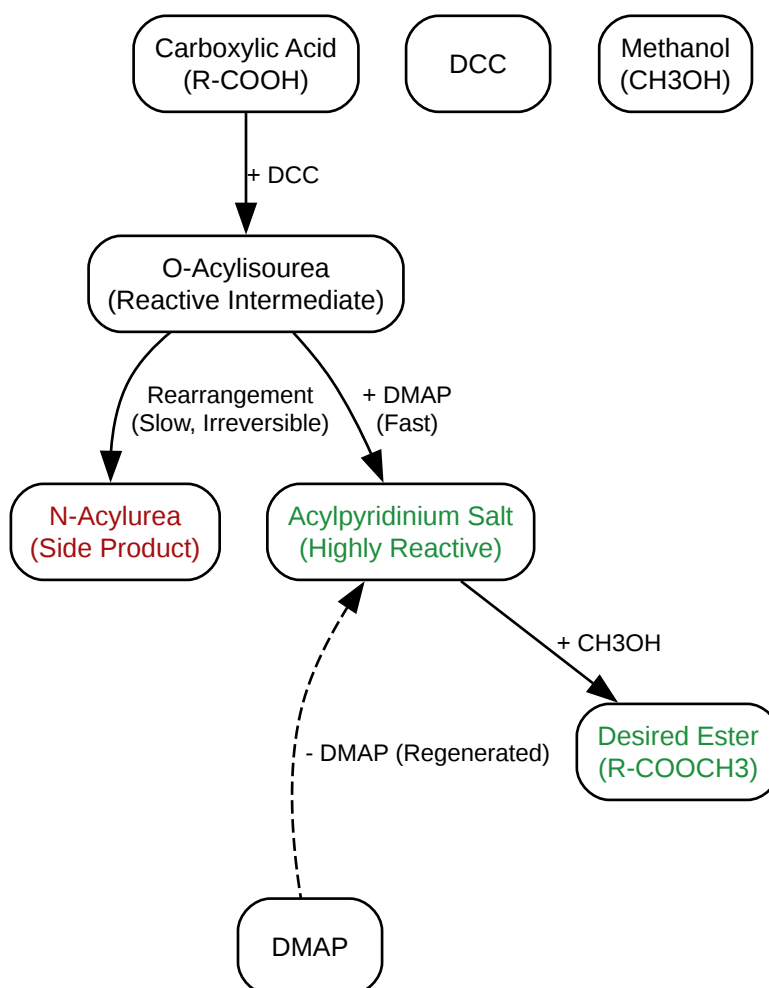 Carboxylic Acid
(R-COOH)
DCC
Methanol
(CH3OH)
+ DCC
O-Acylisourea
(Reactive Intermediate)
Rearrangement
(Slow, Irreversible)
+ DMAP
(Fast)
N-Acylurea
(Side Product)
Acylpyridinium Salt
(Highly Reactive)
+ CH3OH
- DMAP (Regenerated)
Desired Ester
(R-COOCH3)
DMAP